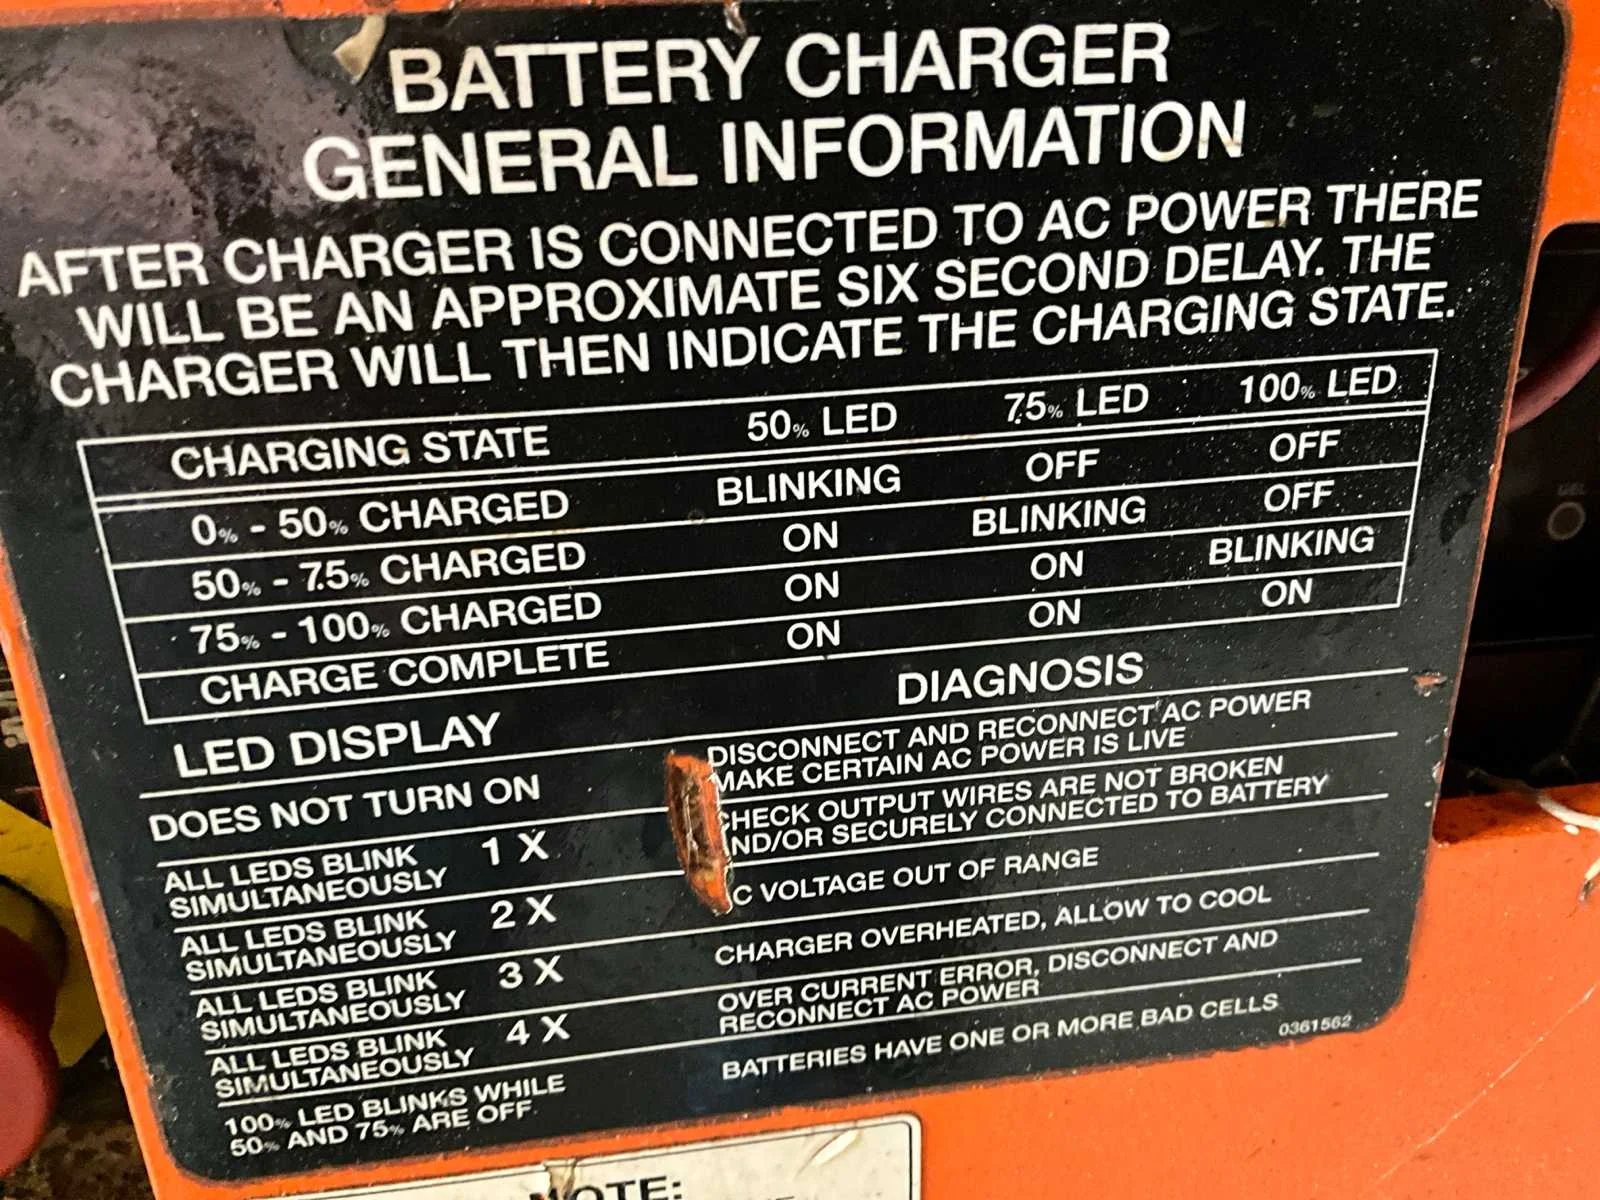 BATTERY CHARGER
GENERAL INFORMATION
AFTER CHARGER IS CONNECTED TO AC POWER THERE
WILL BE AN APPROXIMATE SIX SECOND DELAY. THE
CHARGER WILL THEN INDICATE THE CHARGING STATE.
CHARGING STATE 50% LED 75% LED 100% LED
0% - 50% CHARGED BLINKING OFF OFF
50% - 75% CHARGED ON BLINKING OFF
75% - 100% CHARGED ON ON BLINKING
CHARGE COMPLETE ON ON ON
LED DISPLAY DIAGNOSIS
DOES NOT TURN ON DISCONNECT AND RECONNECT AC POWER
MAKE CERTAIN AC POWER IS LIVE
ALL LEDS BLINK 1 X CHECK OUTPUT WIRES ARE NOT BROKEN
SIMULTANEOUSLY AND/OR SECURELY CONNECTED TO BATTERY
ALL LEDS BLINK 2 X VOLTAGE OUT OF RANGE
SIMULTANEOUSLY
ALL LEDS BLINK 3 X CHARGER OVERHEATED, ALLOW TO COOL
SIMULTANEOUSLY
ALL LEDS BLINK 4 X OVER CURRENT ERROR, DISCONNECT AND
SIMULTANEOUSLY RECONNECT AC POWER
100% LED BLINKS WHILE BATTERIES HAVE ONE OR MORE BAD CELLS
50% AND 75% ARE OFF.
0361562
NOTE: